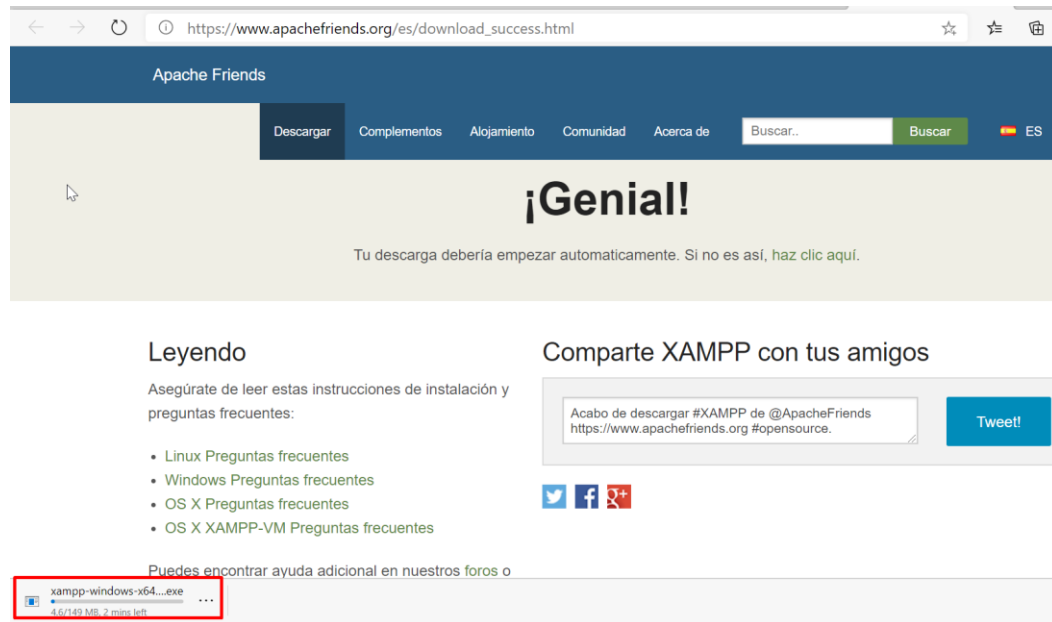 https://www.apachefriends.org/es/download_success.html
Apache Friends
Descargar Complementos Alojamiento Comunidad Acerca de Buscar.. Buscar ES
¡Genial!
Tu descarga debería empezar automaticamente. Si no es así, haz clic aquí.
Leyendo
Asegúrate de leer estas instrucciones de instalación y
preguntas frecuentes:
• Linux Preguntas frecuentes
• Windows Preguntas frecuentes
• OS X Preguntas frecuentes
• OS X XAMPP-VM Preguntas frecuentes
Puedes encontrar ayuda adicional en nuestros foros o
Comparte XAMPP con tus amigos
Acabo de descargar #XAMPP de @ApacheFriends
https://www.apachefriends.org #opensource.
Tweet!
xampp-windows-x64....exe
4.6/149 MB, 2 mins left